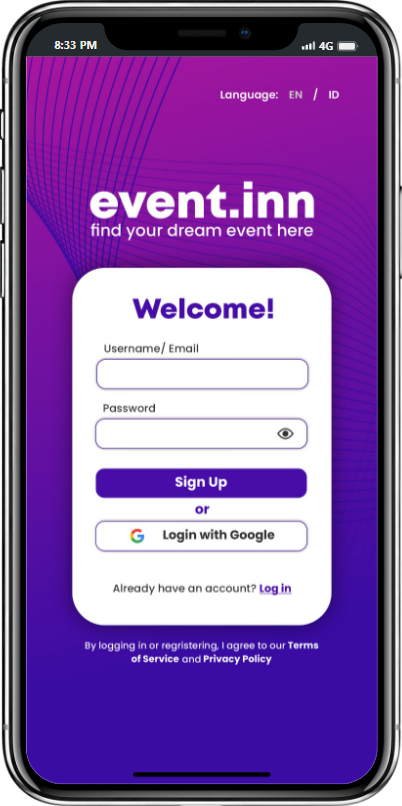 8:33 PM 4G
Language: EN / ID
event.inn
find your dream event here
Welcome!
Username/ Email
Password
Sign Up
or
Login with Google
Already have an account? Log in
By logging in or regristering, I agree to our Terms
of Service and Privacy Policy